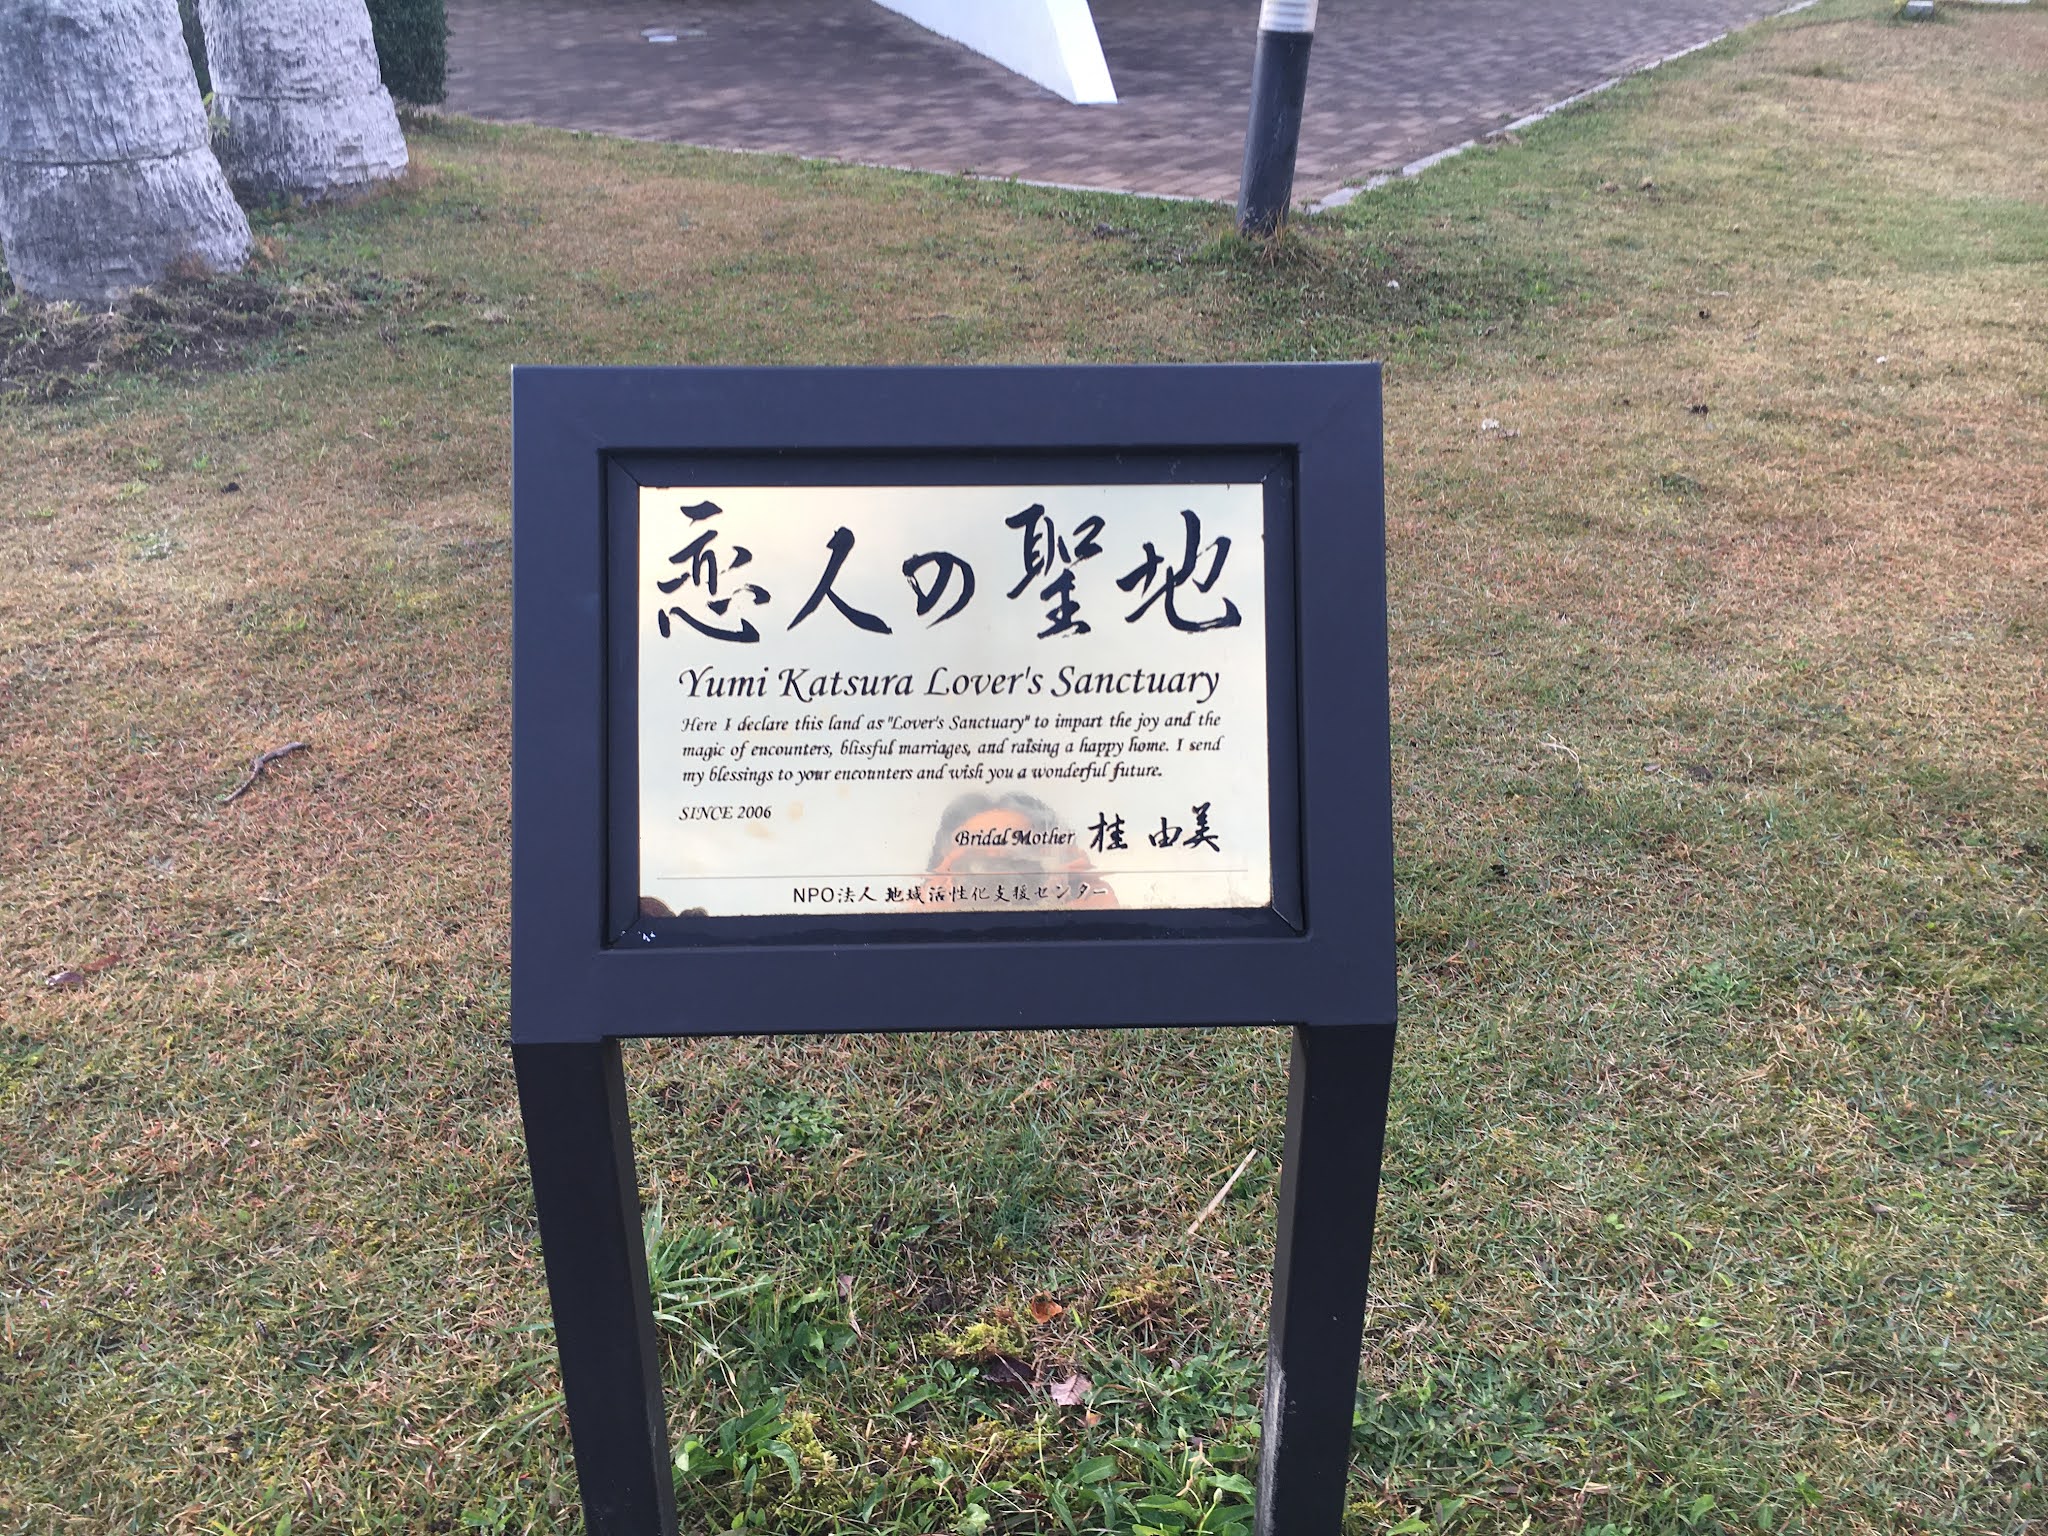 恋人の聖地
Yumi Katsura Lover's Sanctuary
Here I declare this land as "Lover's Sanctuary" to impart the joy and the
magic of encounters, blissful marriages, and raising a happy home. I send
my blessings to your encounters and wish you a wonderful future.
SINCE 2006
Bridal Mother 桂 由美
NPO法人 地域活性化支援センター